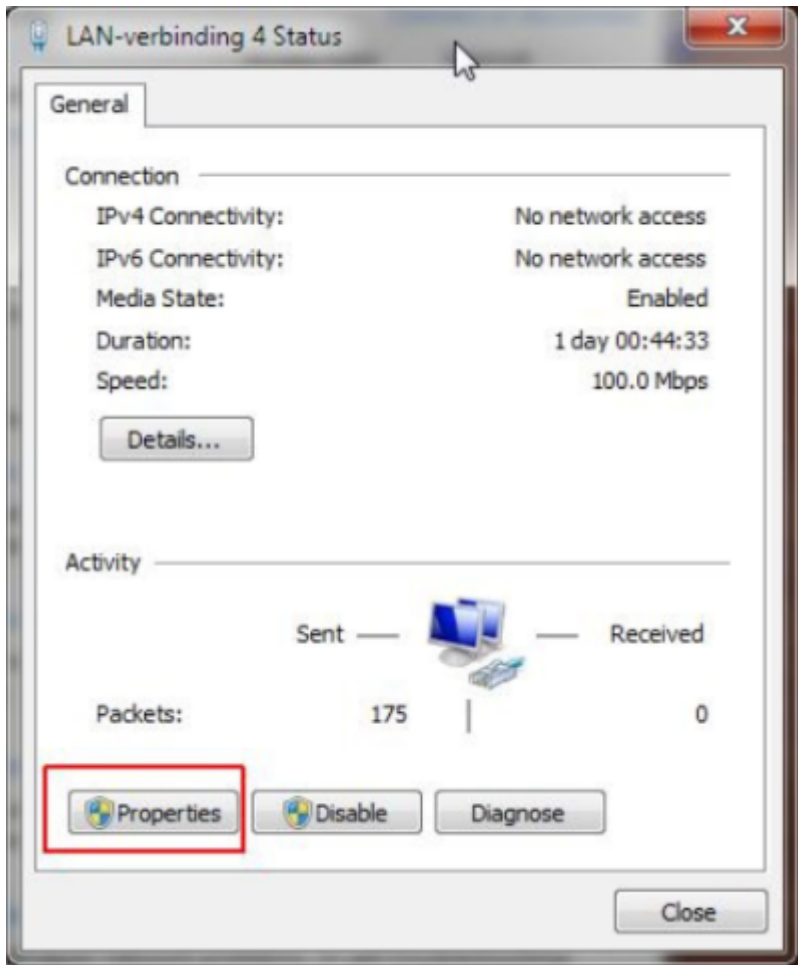 LAN-verbinding 4 Status
General
Connection
IPv4 Connectivity: No network access
IPv6 Connectivity: No network access
Media State: Enabled
Duration: 1 day 00:44:33
Speed: 100.0 Mbps
Details...
Activity
Sent — — Received
Packets: 175 | 0
Properties Disable Diagnose
Close